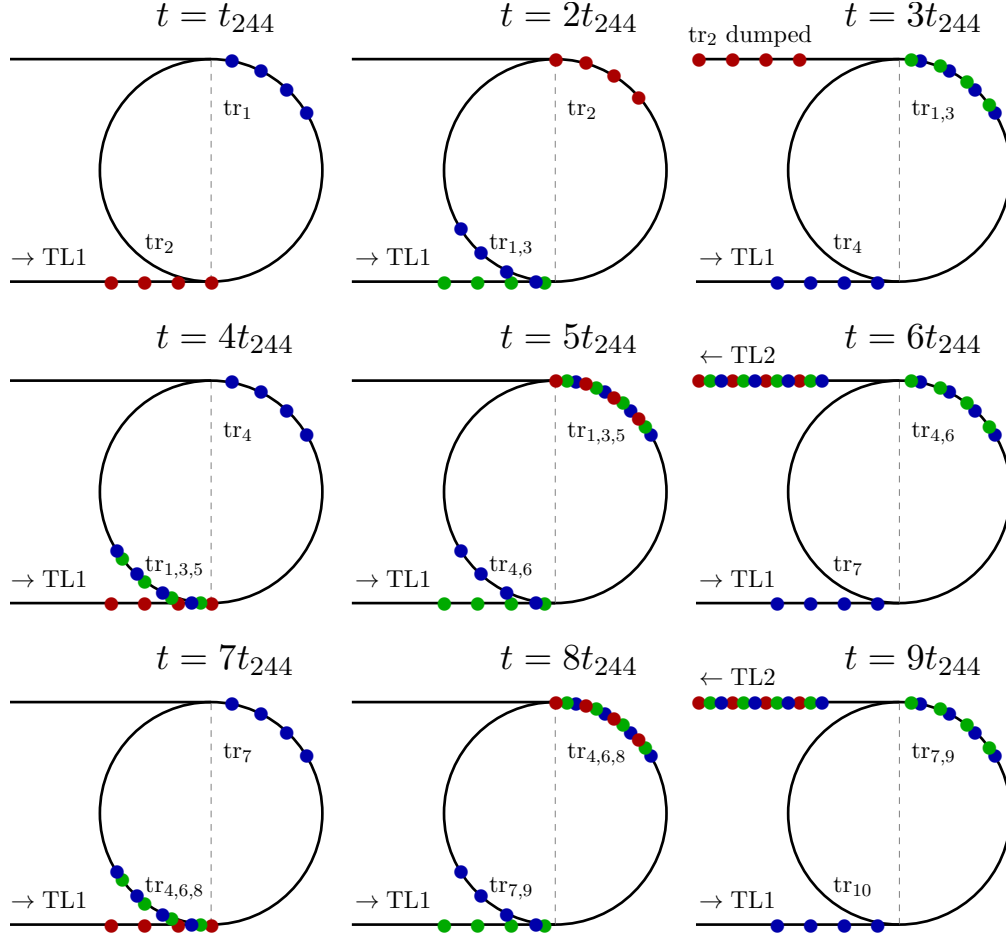 t = t₂₄₄
tr₁
tr₂
→ TL1
t = 2t₂₄₄
tr₂
tr₁,₃
→ TL1
t = 3t₂₄₄
tr₂ dumped
tr₁,₃
tr₄
→ TL1
t = 4t₂₄₄
tr₄
tr₁,₃,₅
→ TL1
t = 5t₂₄₄
tr₁,₃,₅
tr₄,₆
→ TL1
t = 6t₂₄₄
← TL2
tr₄,₆
tr₇
→ TL1
t = 7t₂₄₄
tr₇
tr₄,₆,₈
→ TL1
t = 8t₂₄₄
tr₄,₆,₈
tr₇,₉
→ TL1
t = 9t₂₄₄
← TL2
tr₇,₉
tr₁₀
→ TL1